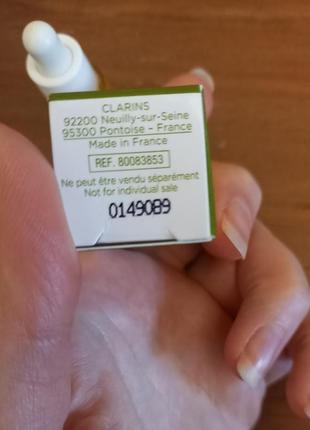 CLARINS
92200 Neuilly-sur-Seine
95300 Pontoise - France
Made in France
REF. 80083853
Ne peut être vendu séparément
Not for individual sale
0149089